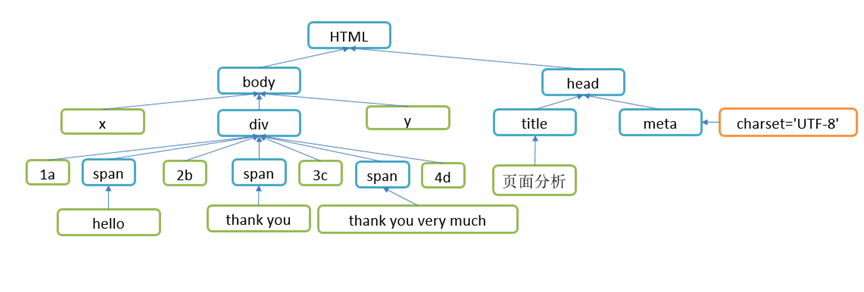 HTML
body
head
x
div
y
title
meta
charset='UTF-8'
1a
span
2b
span
3c
span
4d
页面分析
hello
thank you
thank you very much